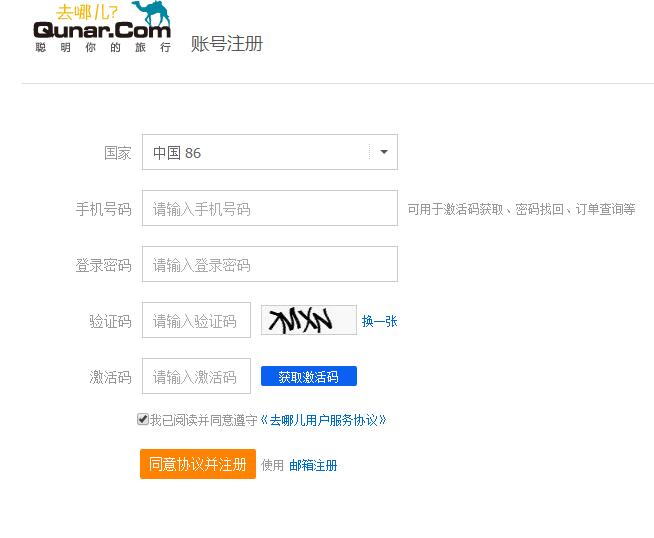 去哪儿?
Qunar.Com
聪明你的旅行
账号注册
国家 中国 86
手机号码 请输入手机号码 可用于激活码获取、密码找回、订单查询等
登录密码 请输入登录密码
验证码 请输入验证码 KMXN 换一张
激活码 请输入激活码 获取激活码
我已阅读并同意遵守《去哪儿用户服务协议》
同意协议并注册 使用 邮箱注册